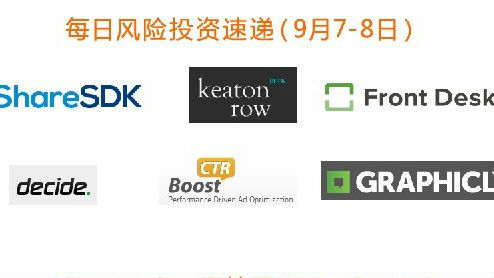 每日风险投资速递(9月7-8日)
ShareSDK
keaton BETA
row
Front Desk
decide.
CTR
Boost
Performance Driven Ad Optimization
GRAPHICLY